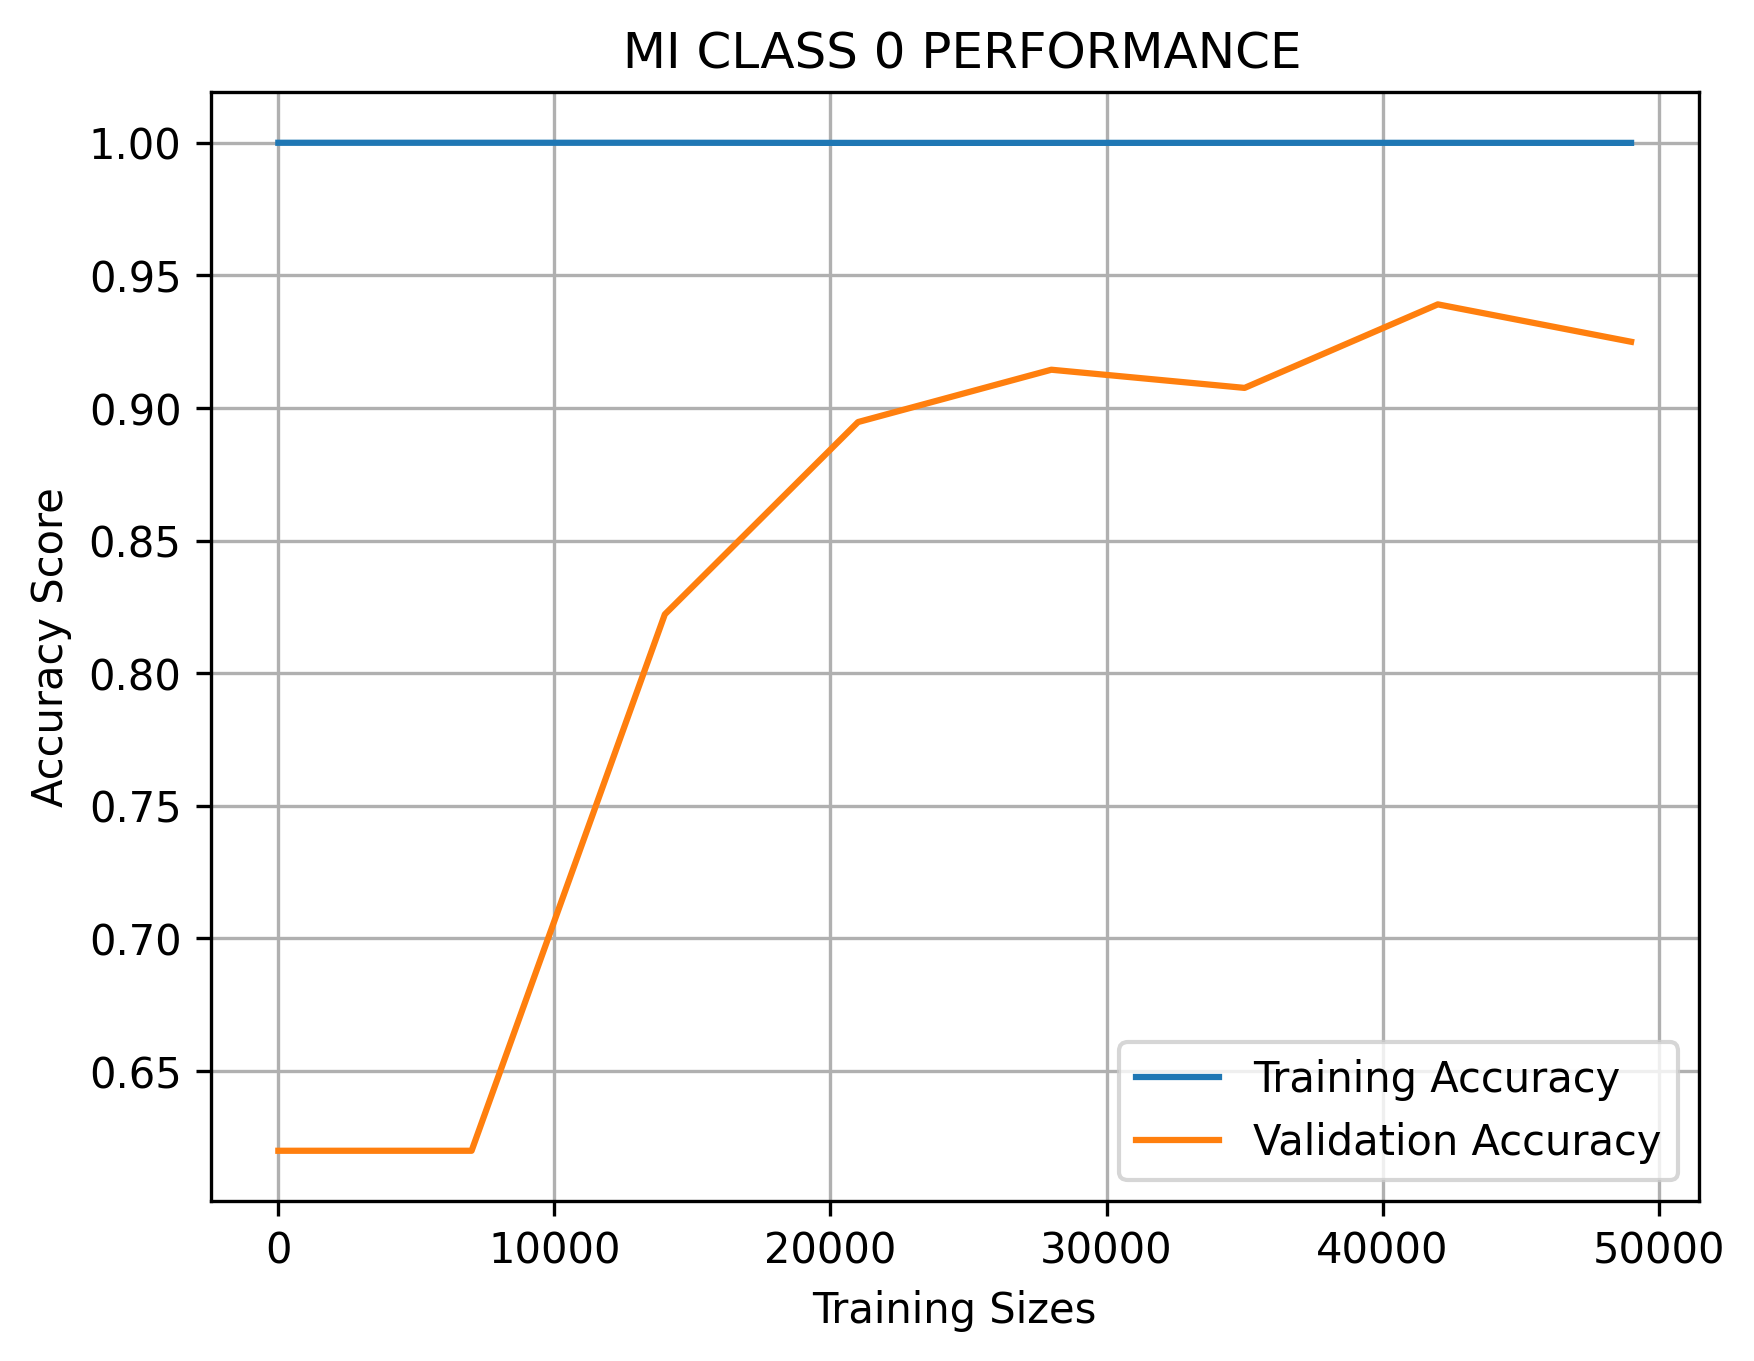 MI CLASS 0 PERFORMANCE
1.00
0.95
0.90
0.85
0.80
0.75
0.70
0.65
Accuracy Score
Training Accuracy
Validation Accuracy
0 10000 20000 30000 40000 50000
Training Sizes